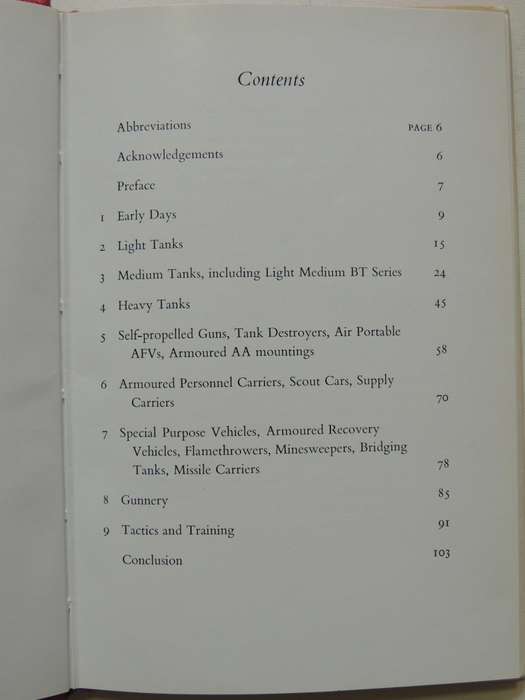 Contents
Abbreviations PAGE 6
Acknowledgements 6
Preface 7
1 Early Days 9
2 Light Tanks 15
3 Medium Tanks, including Light Medium BT Series 24
4 Heavy Tanks 45
5 Self-propelled Guns, Tank Destroyers, Air Portable
AFVs, Armoured AA mountings 58
6 Armoured Personnel Carriers, Scout Cars, Supply
Carriers 70
7 Special Purpose Vehicles, Armoured Recovery
Vehicles, Flamethrowers, Minesweepers, Bridging
Tanks, Missile Carriers 78
8 Gunnery 85
9 Tactics and Training 91
Conclusion 103